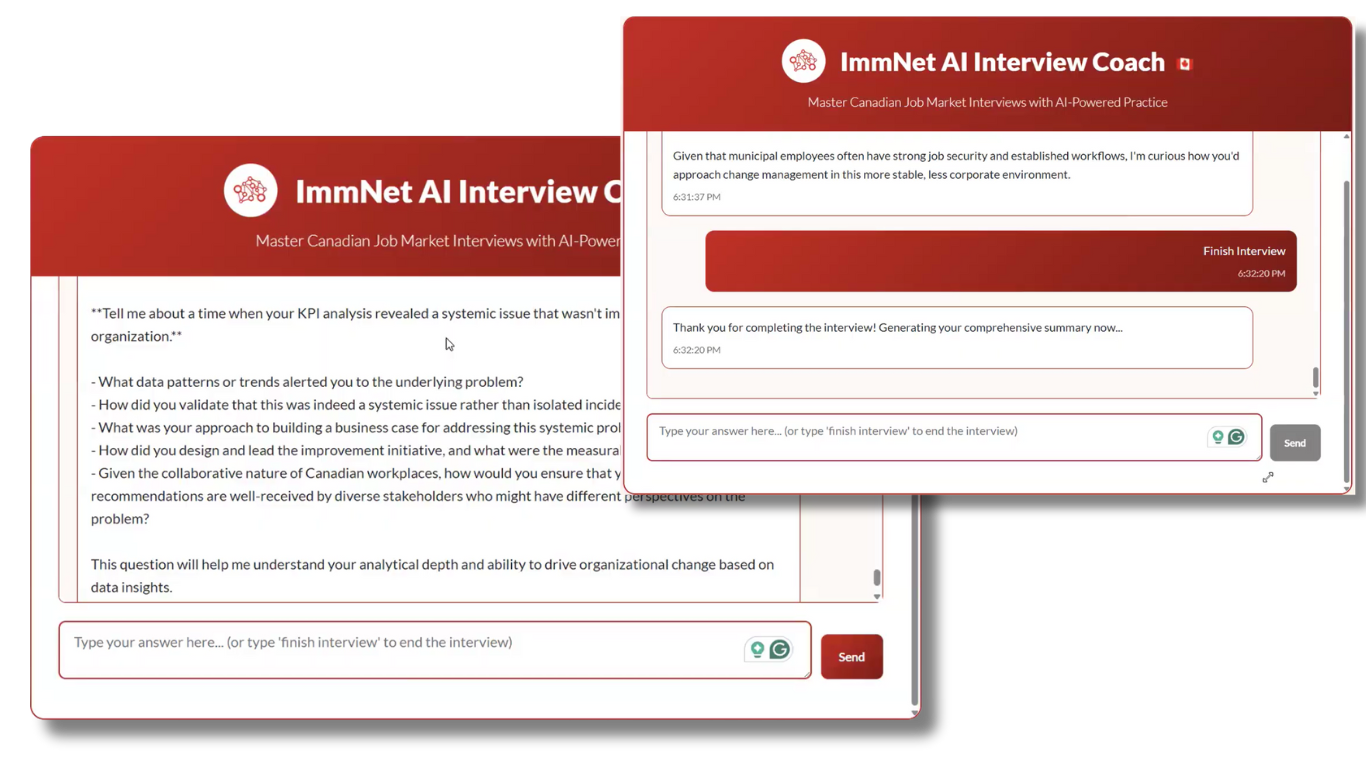 ImmNet AI Interview Coach
Master Canadian Job Market Interviews with AI-Powered Practice
Given that municipal employees often have strong job security and established workflows, I'm curious how you'd
approach change management in this more stable, less corporate environment.
6:31:37 PM
Finish Interview
6:32:20 PM
Thank you for completing the interview! Generating your comprehensive summary now...
6:32:20 PM
Type your answer here... (or type 'finish interview' to end the interview)
Send
ImmNet AI Interview
Master Canadian Job Market Interviews with AI-Power
**Tell me about a time when your KPI analysis revealed a systemic issue that wasn't im
organization.**
- What data patterns or trends alerted you to the underlying problem?
- How did you validate that this was indeed a systemic issue rather than isolated incide
- What was your approach to building a business case for addressing this systemic prol
- How did you design and lead the improvement initiative, and what were the measural
- Given the collaborative nature of Canadian workplaces, how would you ensure that y
recommendations are well-received by diverse stakeholders who might have different perspectives on the
problem?
This question will help me understand your analytical depth and ability to drive organizational change based on
data insights.
Type your answer here... (or type 'finish interview' to end the interview)
Send